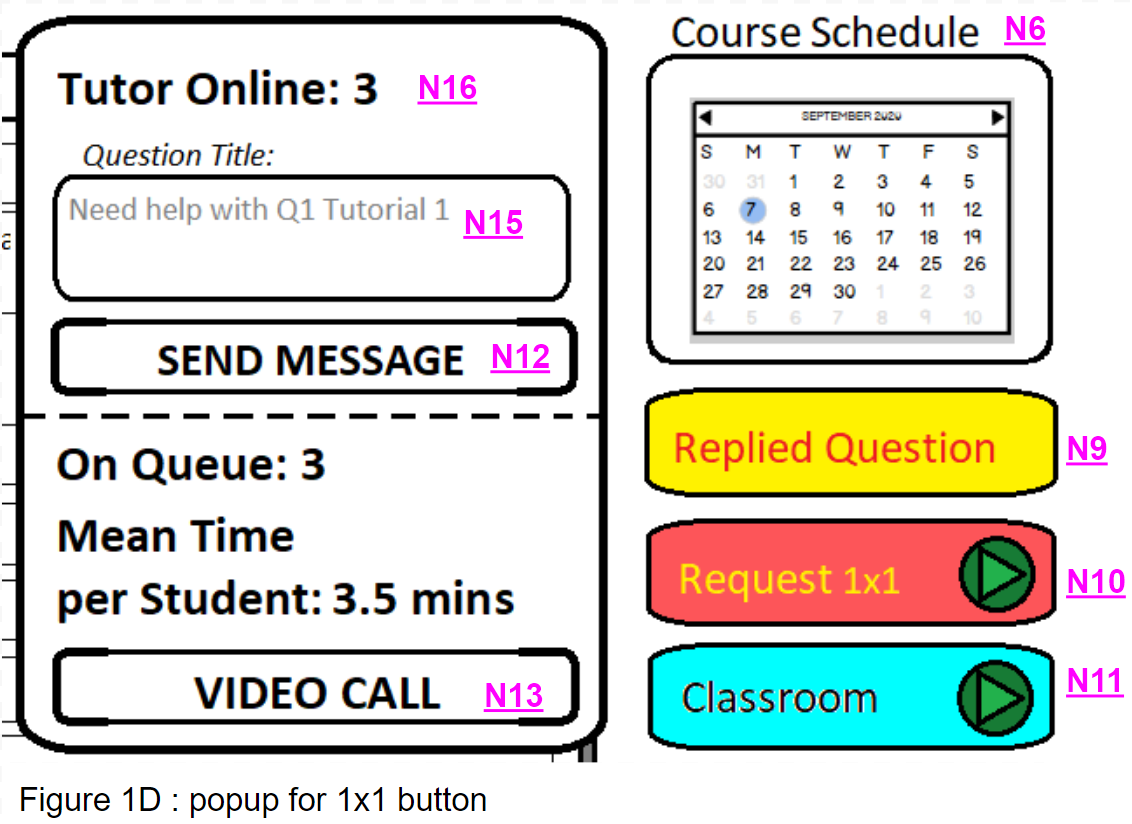 Tutor Online: 3 N16
Question Title:
Need help with Q1 Tutorial 1 N15
SEND MESSAGE N12
On Queue: 3
Mean Time
per Student: 3.5 mins
VIDEO CALL N13
Course Schedule N6
SEPTEMBER 2020
S M T W T F S
30 31 1 2 3 4 5
6 7 8 9 10 11 12
13 14 15 16 17 18 19
20 21 22 23 24 25 26
27 28 29 30 1 2 3
4 5 6 7 8 9 10
Replied Question N9
Request 1x1 N10
Classroom N11
Figure 1D : popup for 1x1 button